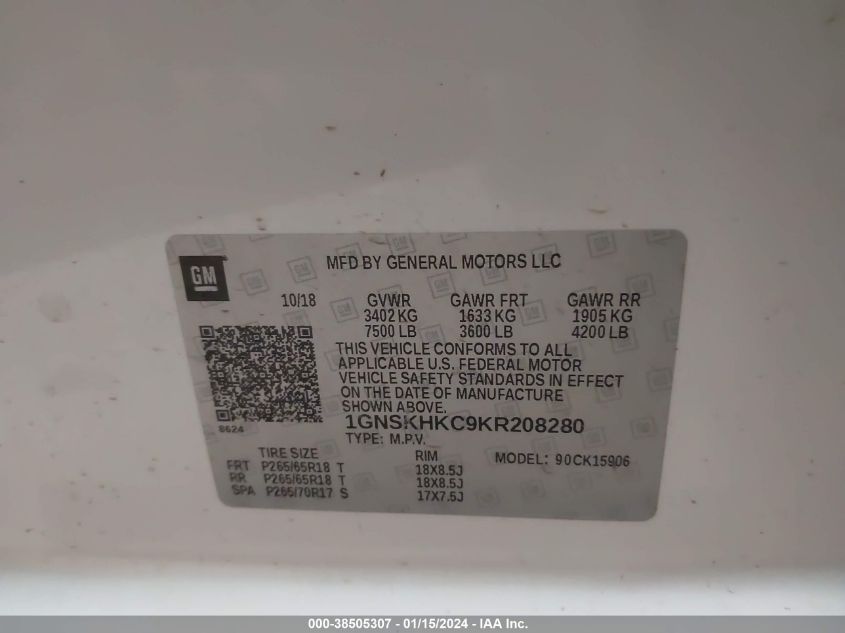 GM
MFD BY GENERAL MOTORS LLC
10/18 GVWR GAWR FRT GAWR RR
3402 KG 1633 KG 1905 KG
7500 LB 3600 LB 4200 LB
THIS VEHICLE CONFORMS TO ALL
APPLICABLE U.S. FEDERAL MOTOR
VEHICLE SAFETY STANDARDS IN EFFECT
ON THE DATE OF MANUFACTURE
SHOWN ABOVE.
8624
1GNSKHKC9KR208280
TYPE: M.P.V.
TIRE SIZE RIM MODEL: 90CK15906
FRT P265/65R18 T 18X8.5J
RR P265/65R18 T 18X8.5J
SPA P265/70R17 S 17X7.5J
000-38505307 - 01/15/2024 - IAA Inc.